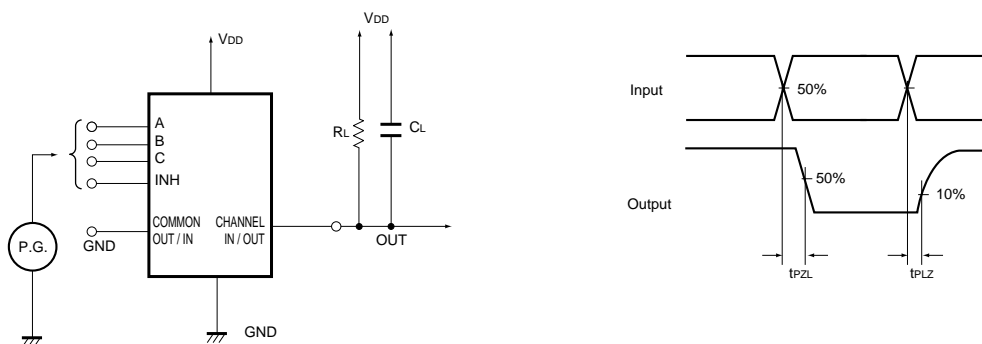 VDD
VDD
A
B
C
INH
RL
CL
COMMON
OUT / IN
CHANNEL
IN / OUT
P.G.
GND
OUT
GND
Input
50%
Output
50%
10%
tPZL
tPLZ